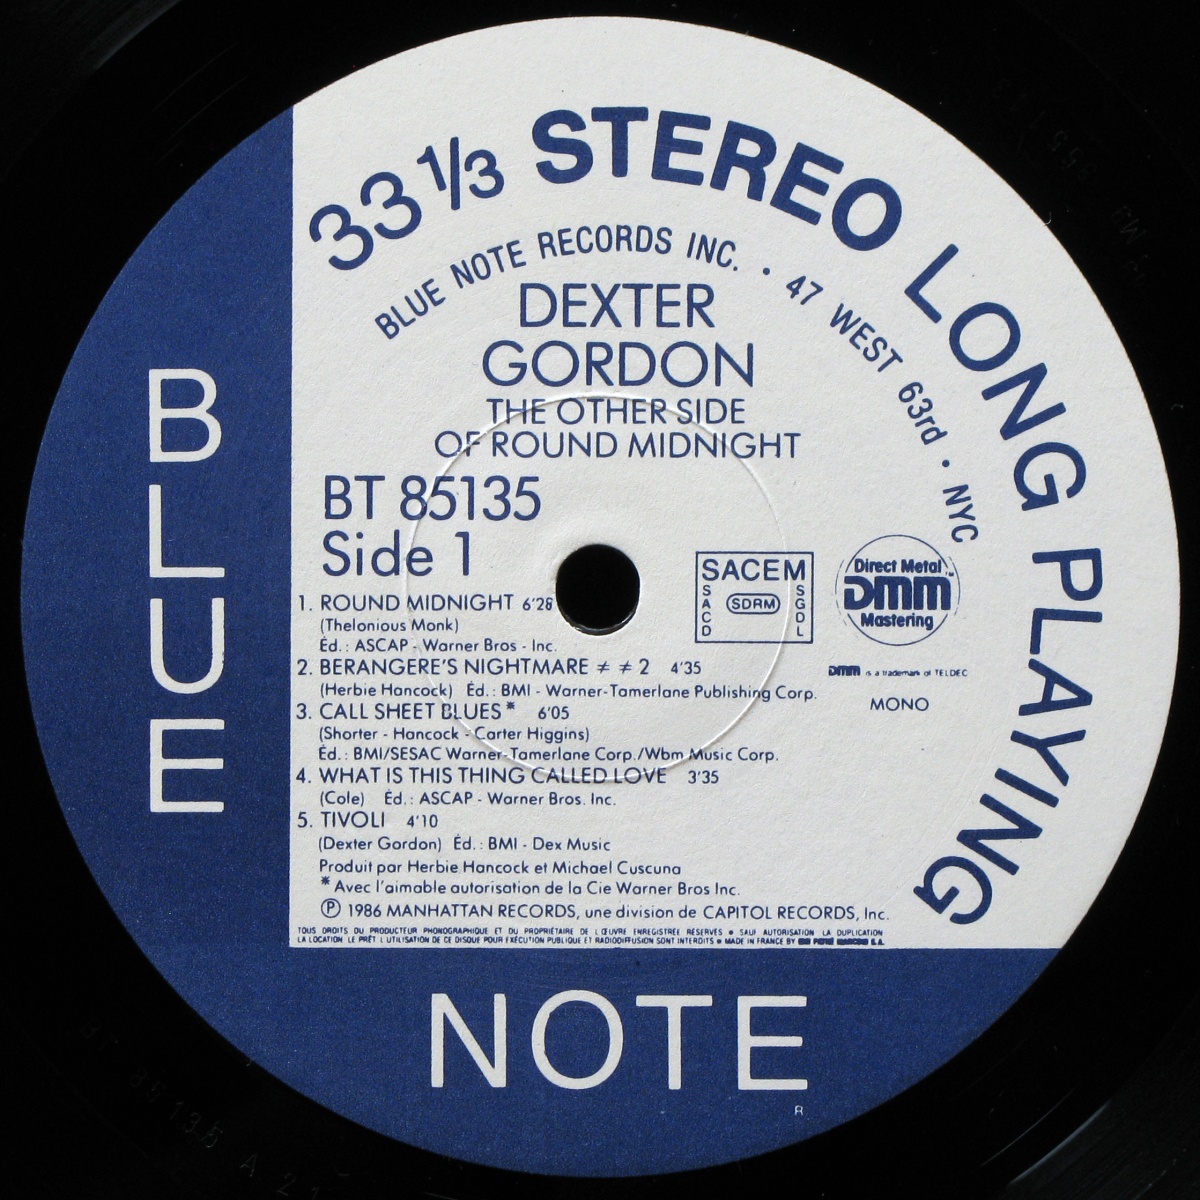 33 1/3 STEREO LONG PLAYING
BLUE NOTE RECORDS INC. • 47 WEST 63rd • NYC
DEXTER
GORDON
THE OTHER SIDE
OF ROUND MIDNIGHT
BT 85135
Side 1
SACEM
SACD
SDRM
SGDL
Direct Metal
DMM
Mastering
DMM is a trademark of TELDEC
MONO
1. ROUND MIDNIGHT 6'28
(Thelonious Monk)
Éd.: ASCAP - Warner Bros - Inc.
2. BERANGERE'S NIGHTMARE ≠ ≠ 2 4'35
(Herbie Hancock) Éd.: BMI - Warner-Tamerlane Publishing Corp.
3. CALL SHEET BLUES* 6'05
(Shorter - Hancock - Carter Higgins)
Éd.: BMI/SESAC Warner-Tamerlane Corp./Wbm Music Corp.
4. WHAT IS THIS THING CALLED LOVE 3'35
(Cole) Éd.: ASCAP - Warner Bros. Inc.
5. TIVOLI 4'10
(Dexter Gordon) Éd.: BMI - Dex Music
Produit par Herbie Hancock et Michael Cuscuna
* Avec l'aimable autorisation de la Cie Warner Bros Inc.
℗ 1986 MANHATTAN RECORDS, une division de CAPITOL RECORDS, Inc.
TOUS DROITS DU PRODUCTEUR PHONOGRAPHIQUE ET DU PROPRIÉTAIRE DE L'ŒUVRE ENREGISTRÉE RÉSERVÉS • SAUF AUTORISATION LA DUPLICATION
LA LOCATION LE PRÊT L'UTILISATION DE CE DISQUE POUR EXÉCUTION PUBLIQUE ET RADIODIFFUSION SONT INTERDITS • MADE IN FRANCE BY EMI PATHÉ MARCONI S.A.
BLUE
NOTE
R
BT 85135 A 21